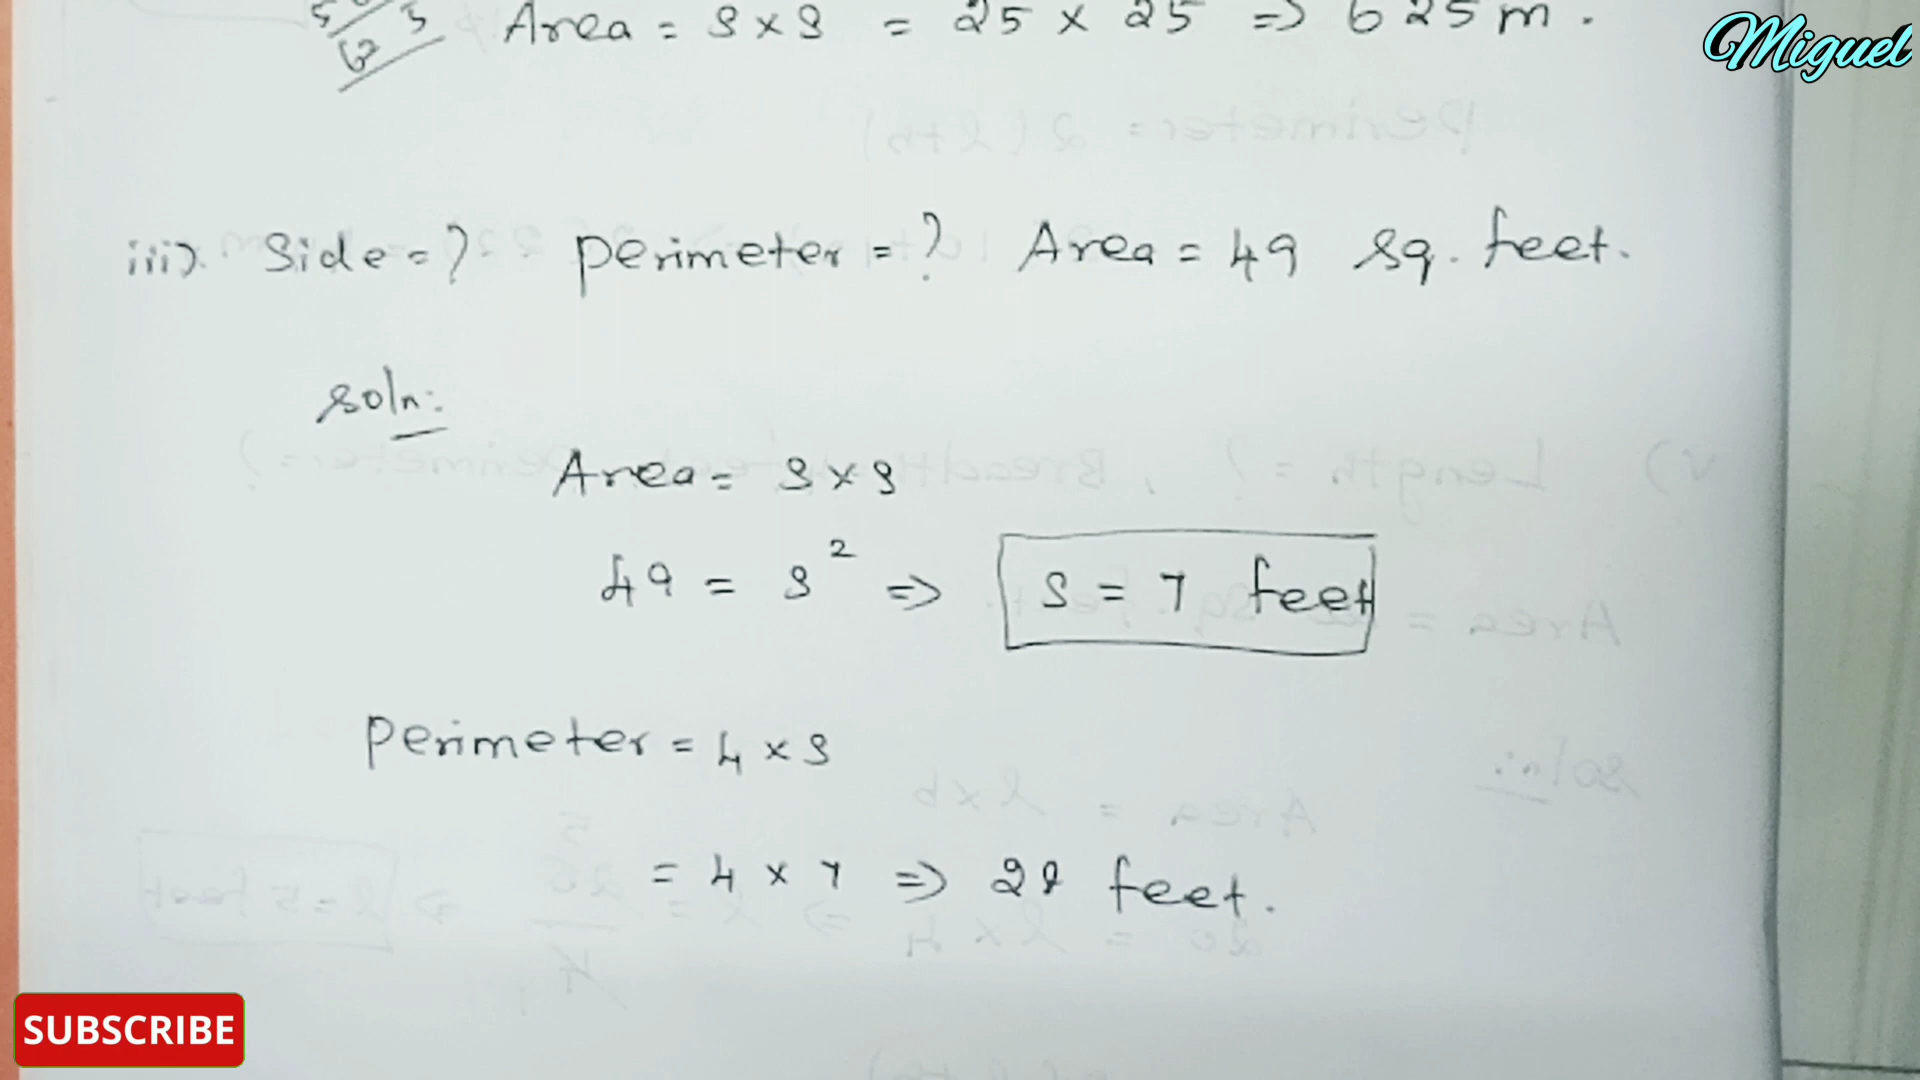 Area = s x s = 25 x 25 => 625 m.
Miguel
iii). Side = ? Perimeter = ? Area = 49 sq. feet.
soln:
Area = s x s
49 = s² => s = 7 feet
Perimeter = 4 x s
= 4 x 7 => 28 feet.
SUBSCRIBE